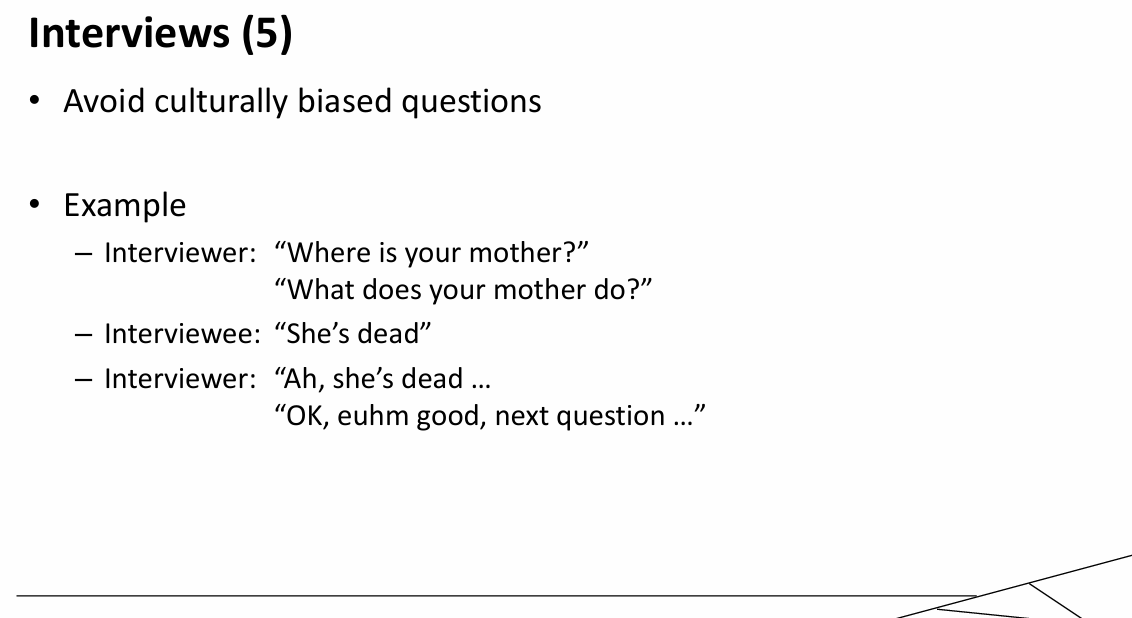 Interviews (5)
• Avoid culturally biased questions
• Example
– Interviewer: “Where is your mother?”
“What does your mother do?”
– Interviewee: “She’s dead”
– Interviewer: “Ah, she’s dead …
“OK, euhm good, next question …”